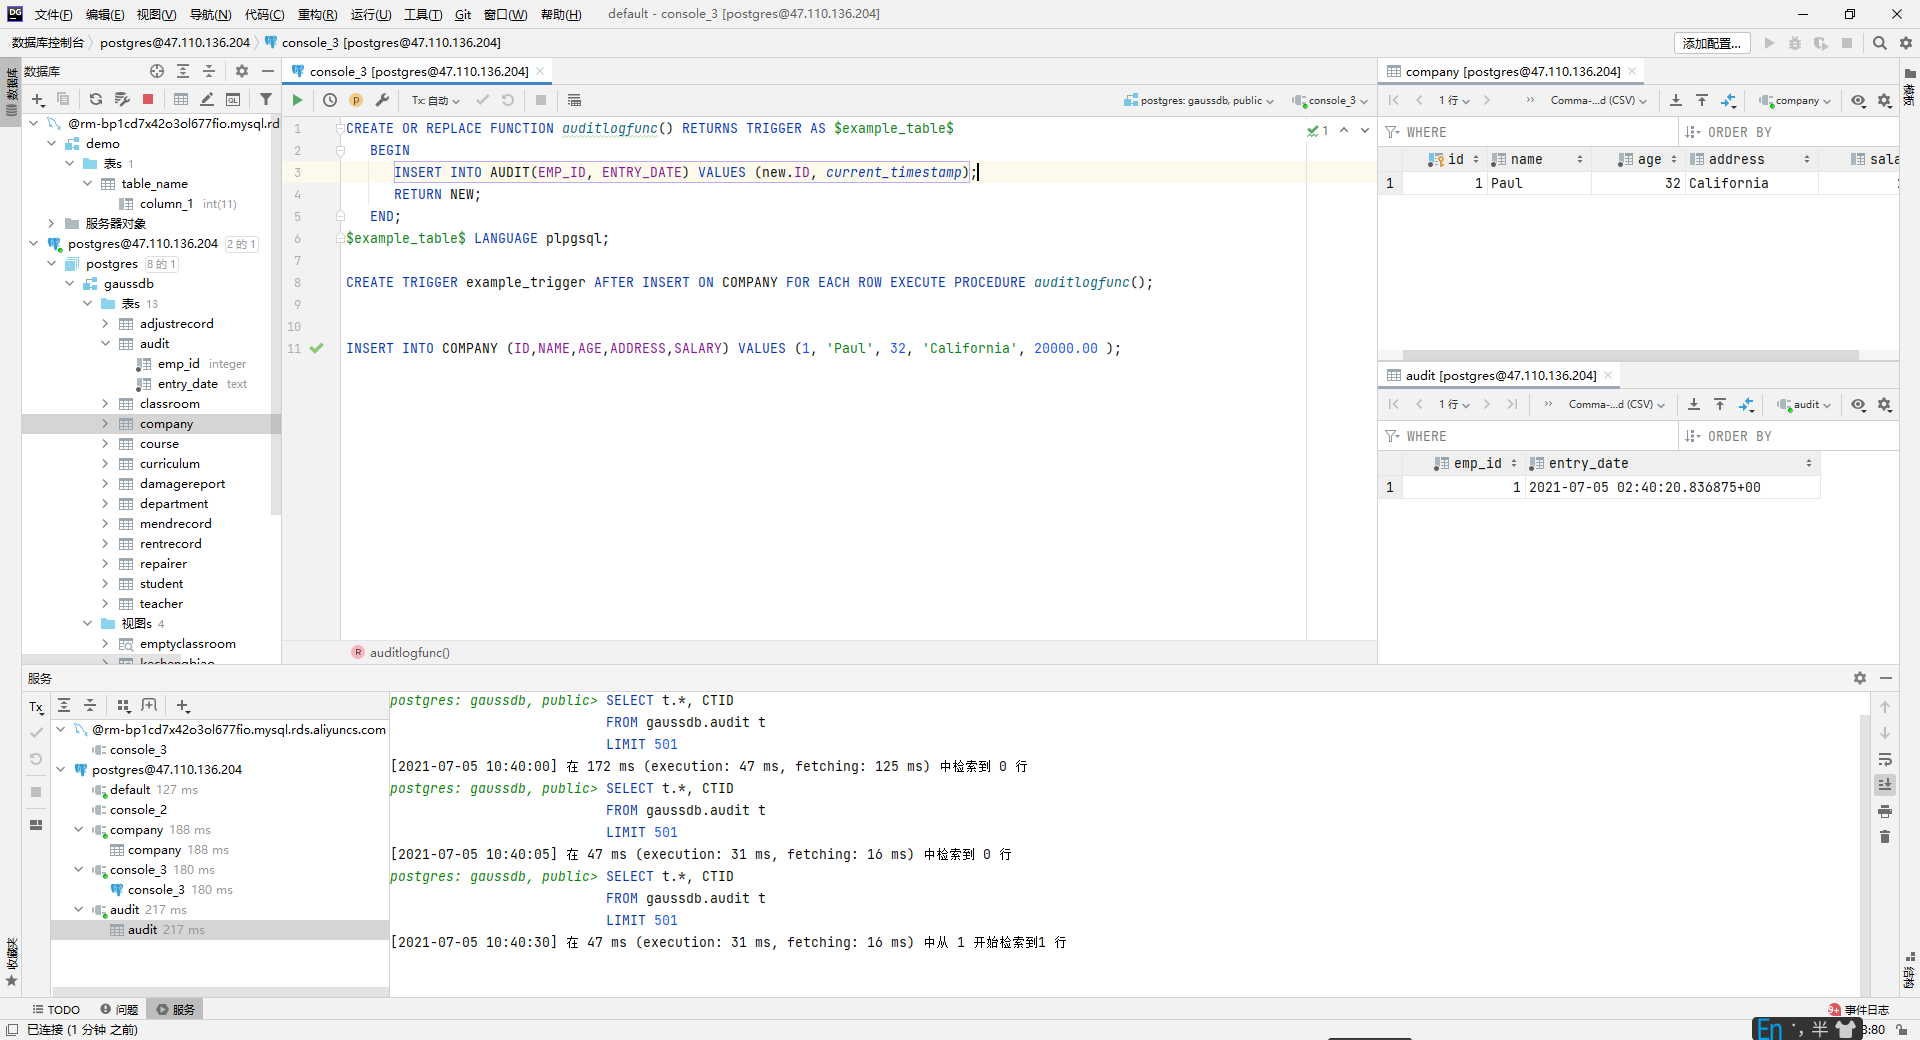 DG 文件(F) 编辑(E) 视图(V) 导航(N) 代码(C) 重构(R) 运行(U) 工具(T) Git 窗口(W) 帮助(H) default - console_3 [postgres@47.110.136.204]
数据库控制台 postgres@47.110.136.204 console_3 [postgres@47.110.136.204] 添加配置...
数据库
数据库
console_3 [postgres@47.110.136.204]
Tx: 自动 postgres: gaussdb, public console_3
@rm-bp1cd7x42o3ol677fio.mysql.rd
demo
表s 1
table_name
column_1 int(11)
服务器对象
postgres@47.110.136.204 2 的 1
postgres 8 的 1
gaussdb
表s 13
adjustrecord
audit
emp_id integer
entry_date text
classroom
company
course
curriculum
damagereport
department
mendrecord
rentrecord
repairer
student
teacher
视图s 4
emptyclassroom
kechengbiao
1 CREATE OR REPLACE FUNCTION auditlogfunc() RETURNS TRIGGER AS $example_table$
2 BEGIN
3 INSERT INTO AUDIT(EMP_ID, ENTRY_DATE) VALUES (new.ID, current_timestamp);
4 RETURN NEW;
5 END;
6 $example_table$ LANGUAGE plpgsql;
7
8 CREATE TRIGGER example_trigger AFTER INSERT ON COMPANY FOR EACH ROW EXECUTE PROCEDURE auditlogfunc();
9
10
11 INSERT INTO COMPANY (ID,NAME,AGE,ADDRESS,SALARY) VALUES (1, 'Paul', 32, 'California', 20000.00 );
1
R auditlogfunc()
company [postgres@47.110.136.204]
1 行 Comma-...d (CSV) company
WHERE ORDER BY
id name age address sala
1 1 Paul 32 California
audit [postgres@47.110.136.204]
1 行 Comma-...d (CSV) audit
WHERE ORDER BY
emp_id entry_date
1 1 2021-07-05 02:40:20.836875+00
服务
Tx
@rm-bp1cd7x42o3ol677fio.mysql.rds.aliyuncs.com
console_3
postgres@47.110.136.204
default 127 ms
console_2
company 188 ms
company 188 ms
console_3 180 ms
console_3 180 ms
audit 217 ms
audit 217 ms
postgres: gaussdb, public> SELECT t.*, CTID
FROM gaussdb.audit t
LIMIT 501
[2021-07-05 10:40:00] 在 172 ms (execution: 47 ms, fetching: 125 ms) 中检索到 0 行
postgres: gaussdb, public> SELECT t.*, CTID
FROM gaussdb.audit t
LIMIT 501
[2021-07-05 10:40:05] 在 47 ms (execution: 31 ms, fetching: 16 ms) 中检索到 0 行
postgres: gaussdb, public> SELECT t.*, CTID
FROM gaussdb.audit t
LIMIT 501
[2021-07-05 10:40:30] 在 47 ms (execution: 31 ms, fetching: 16 ms) 中从 1 开始检索到1 行
收藏夹
结构
TODO 问题 服务 9+ 事件日志
已连接 (1 分钟 之前) En 半 3:80